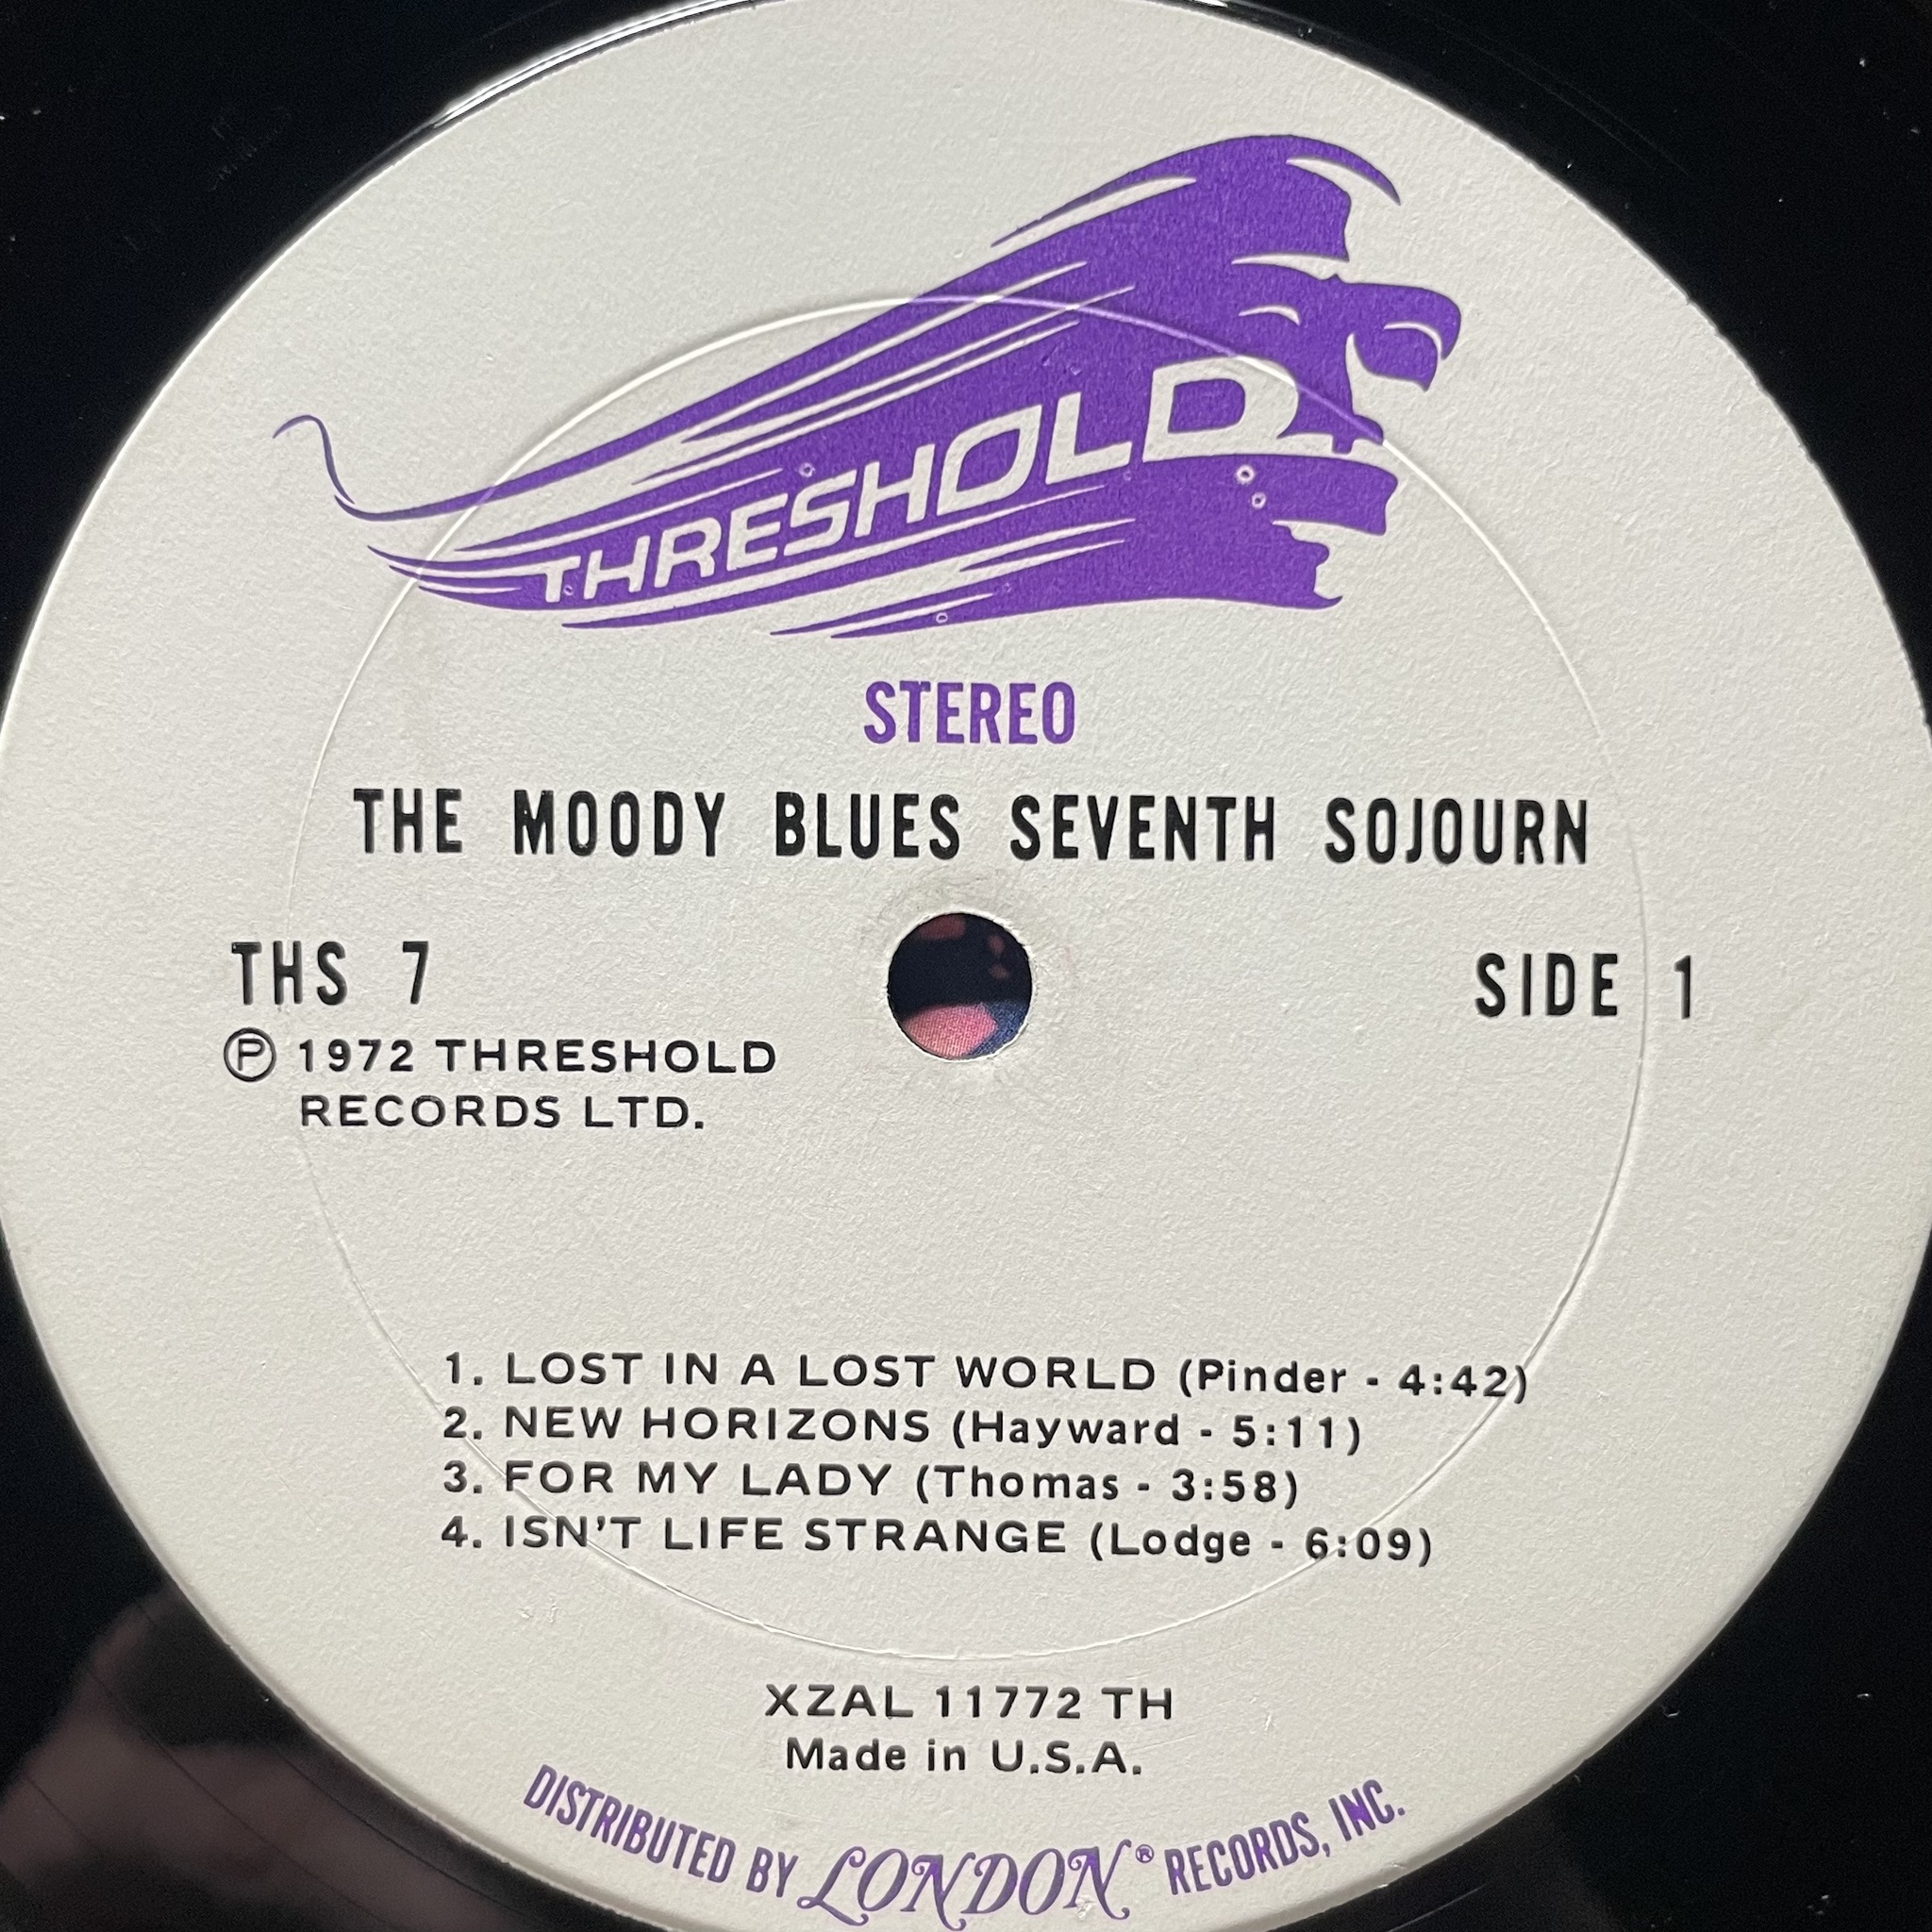 THRESHOLD
STEREO
THE MOODY BLUES SEVENTH SOJOURN
THS 7
SIDE 1
Ⓟ 1972 THRESHOLD
RECORDS LTD.
1. LOST IN A LOST WORLD (Pinder - 4:42)
2. NEW HORIZONS (Hayward - 5:11)
3. FOR MY LADY (Thomas - 3:58)
4. ISN'T LIFE STRANGE (Lodge - 6:09)
XZAL 11772 TH
Made in U.S.A.
DISTRIBUTED BY LONDON® RECORDS, INC.